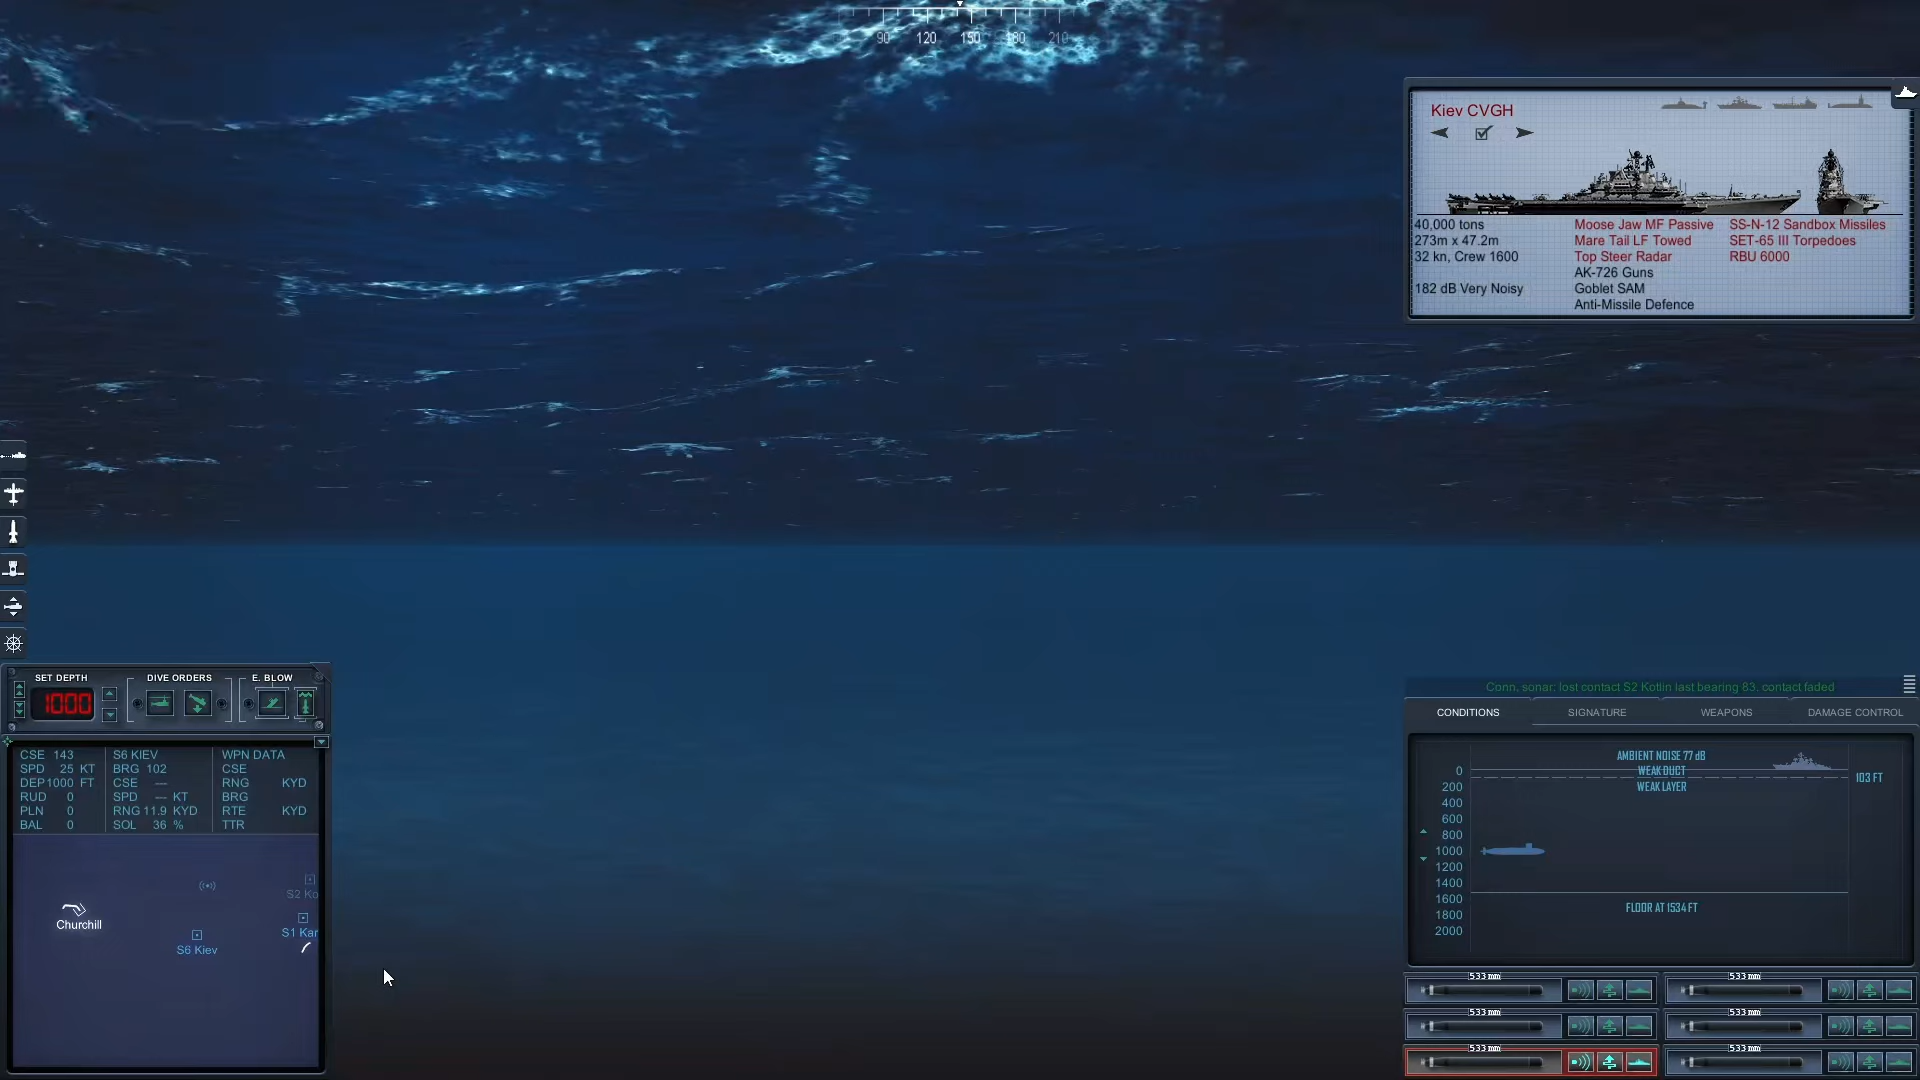 90 120 150 180 210
Kiev CVGH
40,000 tons Moose Jaw MF Passive SS-N-12 Sandbox Missiles
273m x 47.2m Mare Tail LF Towed SET-65 III Torpedoes
32 kn, Crew 1600 Top Steer Radar RBU 6000
AK-726 Guns
182 dB Very Noisy Goblet SAM
Anti-Missile Defence
SET DEPTH DIVE ORDERS E. BLOW
1000
CSE 143 S6 KIEV WPN DATA
SPD 25 KT BRG 102 CSE
DEP 1000 FT CSE --- RNG KYD
RUD 0 SPD --- KT BRG
PLN 0 RNG 11.9 KYD RTE KYD
BAL 0 SOL 36 % TTR
S2 Ko
Churchill
S1 Kar
S6 Kiev
Conn, sonar: lost contact S2 Kotlin last bearing 83, contact faded
CONDITIONS SIGNATURE WEAPONS DAMAGE CONTROL
AMBIENT NOISE 77 dB
0 WEAK DUCT 103 FT
200 WEAK LAYER
400
600
800
1000
1200
1400
1600
FLOOR AT 1534 FT
1800
2000
533 mm 533 mm
533 mm 533 mm
533 mm 533 mm